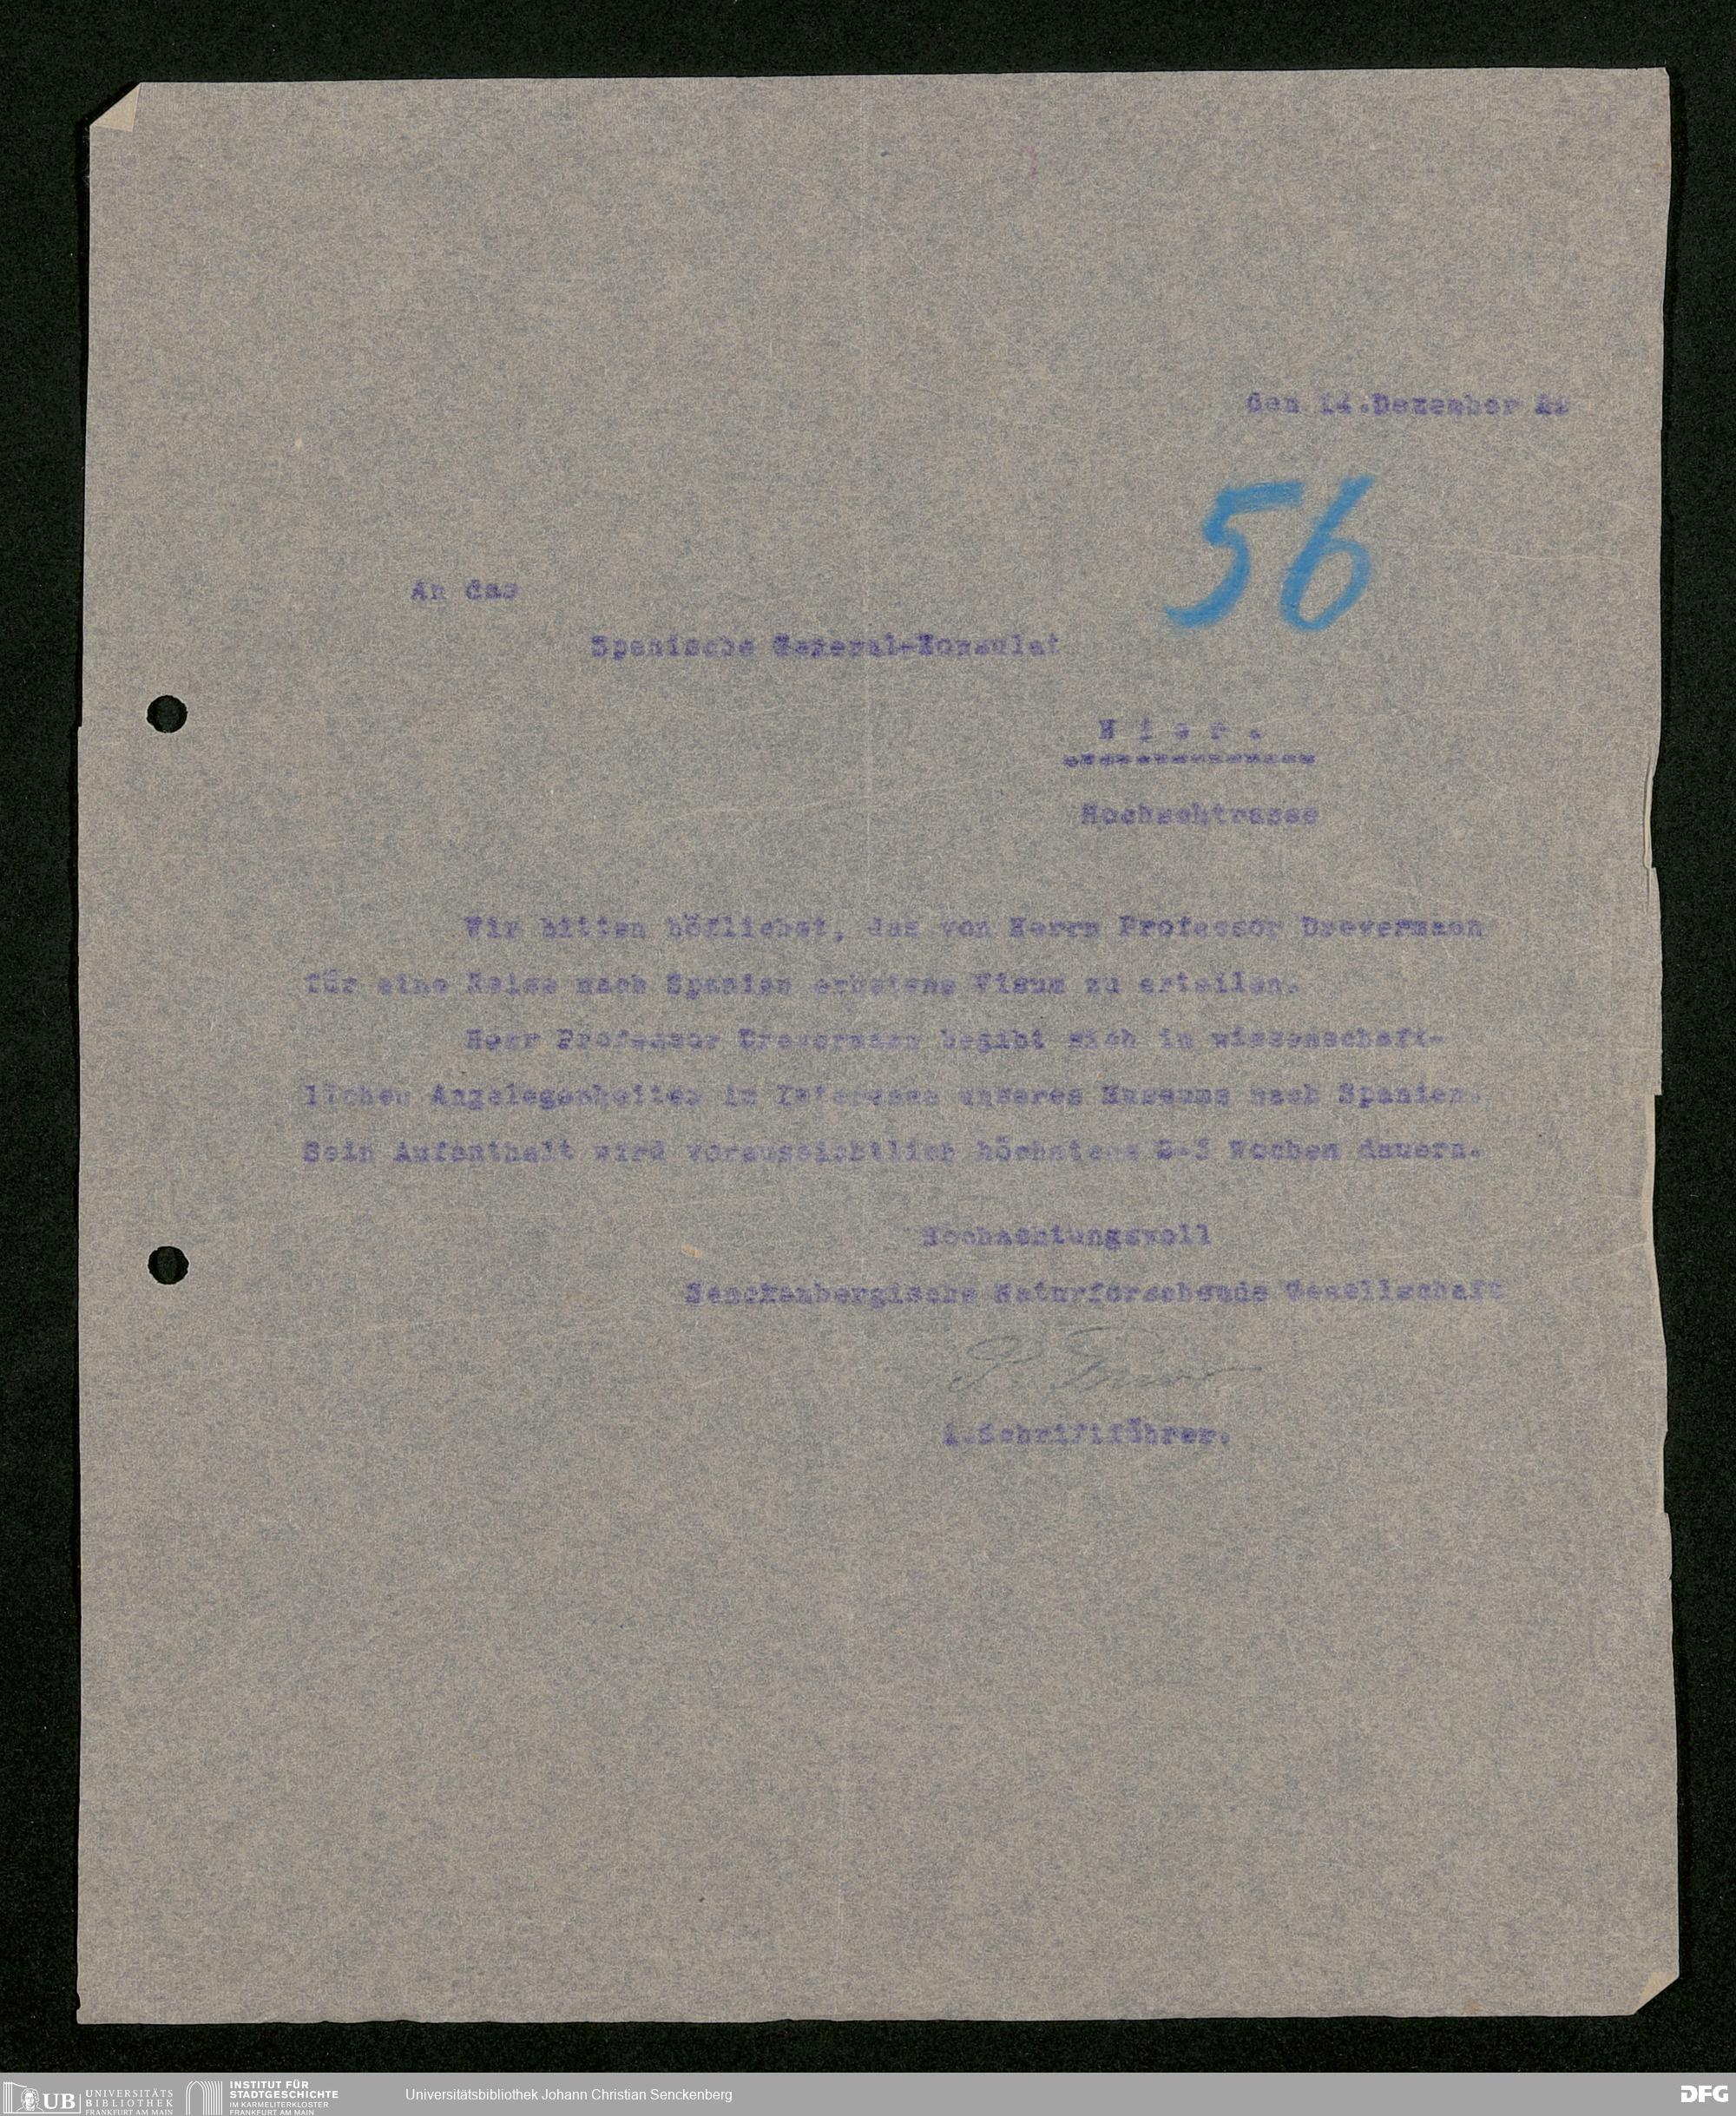 den 14.Dezember
56
An das
Spanische General-Konsulat
H i e r .
Hochschtrasse
Wir bitten höflichst, das von Herrn Professor Drevermann
für eine Reise nach Spanien erbetene Visum zu erteilen.
Herr Professor Drevermann begibt sich in wissenschaft-
lichen Angelegenheiten im Interesse unseres Museums nach Spanien.
Sein Aufenthalt wird voraussichtlich höchstens 2-3 Wochen dauern.
Hochachtungsvoll
Senckenbergische Naturforschende Gesellschaft
1.Schriftführer.
UB UNIVERSITÄTS
BIBLIOTHEK
FRANKFURT AM MAIN
INSTITUT FÜR
STADTGESCHICHTE
IM KARMELITERKLOSTER
FRANKFURT AM MAIN
Universitätsbibliothek Johann Christian Senckenberg
DFG